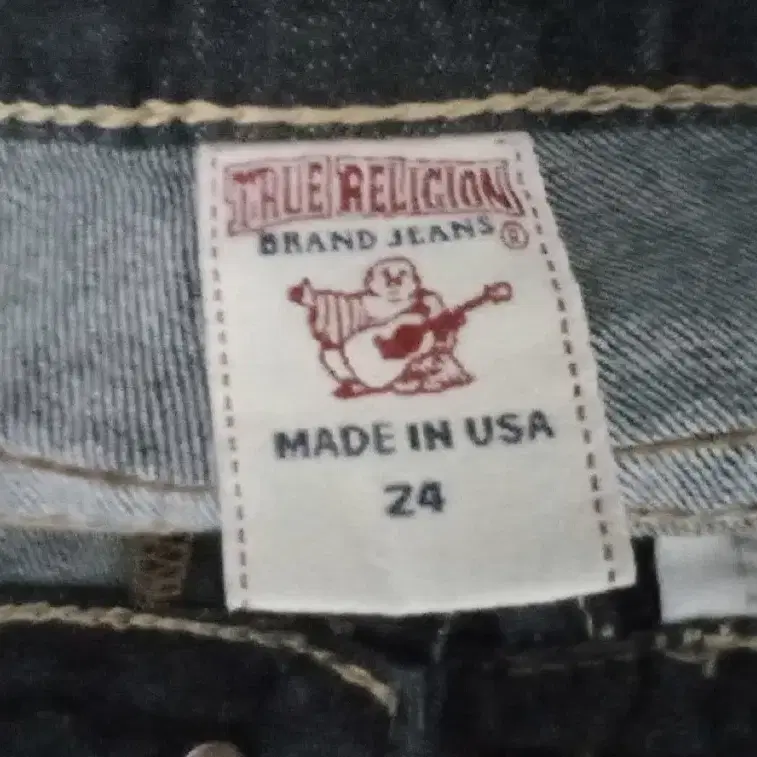 TRUE RELIGION
BRAND JEANS ®
MADE IN USA
24